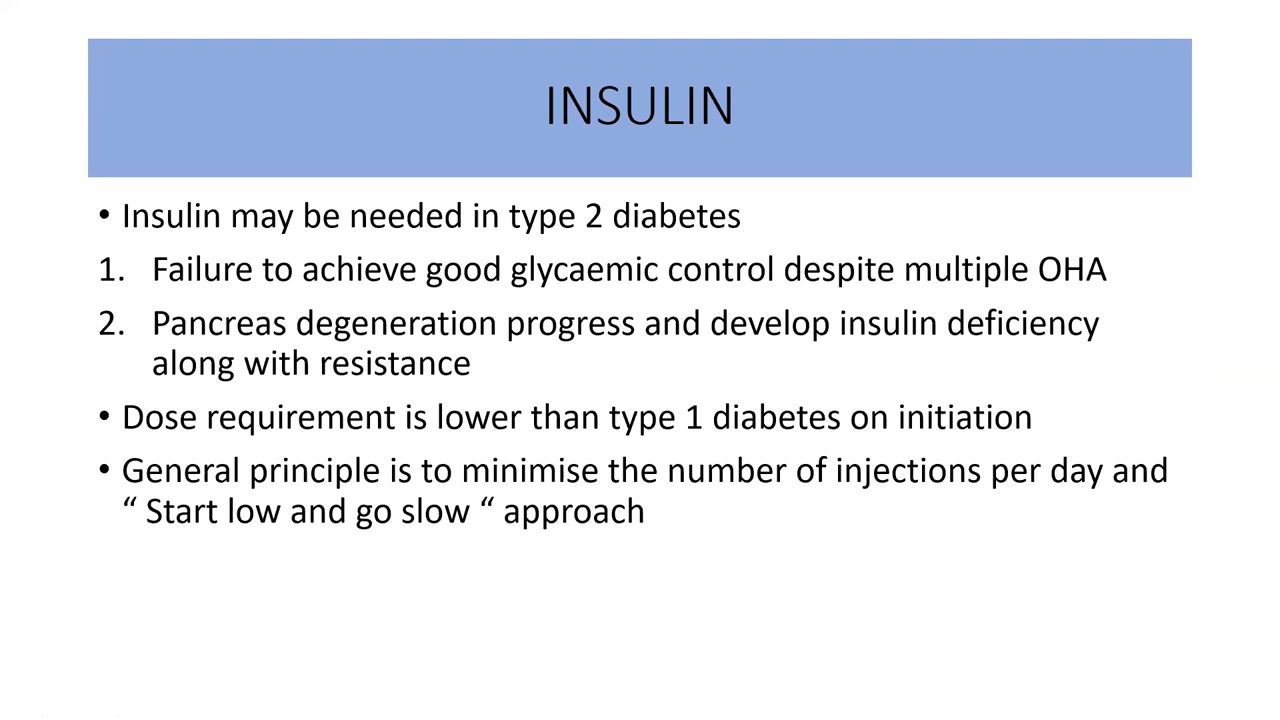 INSULIN
• Insulin may be needed in type 2 diabetes
1. Failure to achieve good glycaemic control despite multiple OHA
2. Pancreas degeneration progress and develop insulin deficiency
along with resistance
• Dose requirement is lower than type 1 diabetes on initiation
• General principle is to minimise the number of injections per day and
“ Start low and go slow “ approach